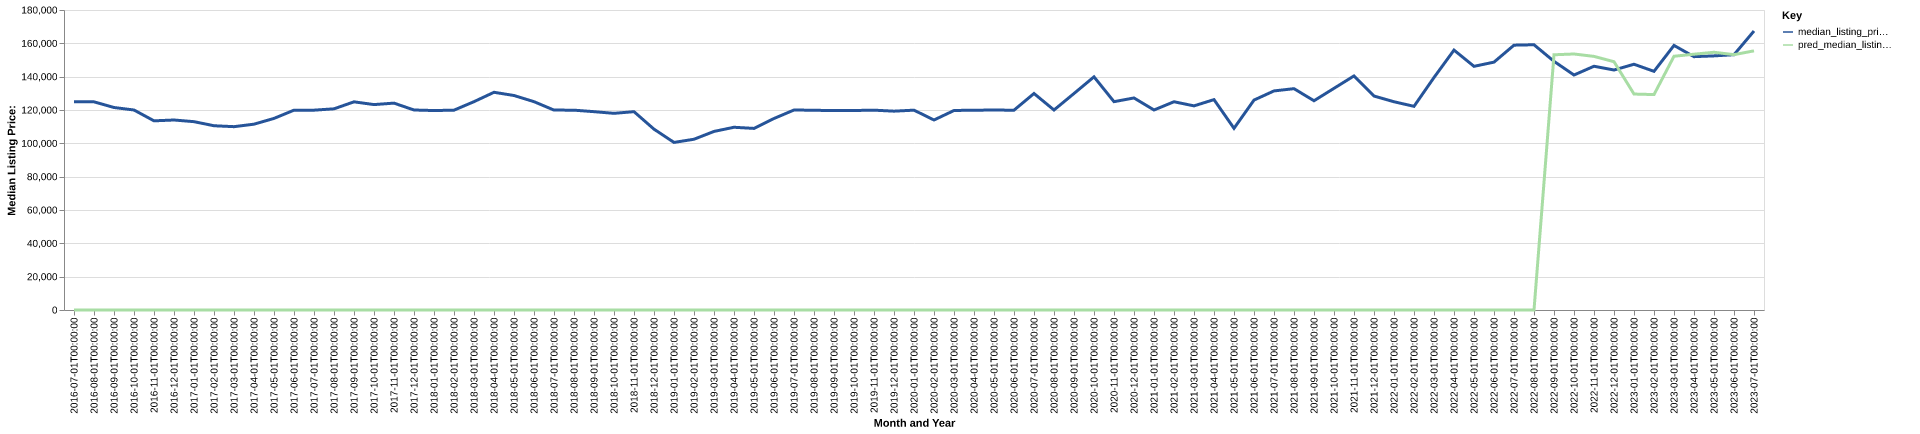 180,000
160,000
140,000
120,000
100,000
80,000
60,000
40,000
20,000
0
Median Listing Price:
2016-07-01T00:00:00
2016-08-01T00:00:00
2016-09-01T00:00:00
2016-10-01T00:00:00
2016-11-01T00:00:00
2016-12-01T00:00:00
2017-01-01T00:00:00
2017-02-01T00:00:00
2017-03-01T00:00:00
2017-04-01T00:00:00
2017-05-01T00:00:00
2017-06-01T00:00:00
2017-07-01T00:00:00
2017-08-01T00:00:00
2017-09-01T00:00:00
2017-10-01T00:00:00
2017-11-01T00:00:00
2017-12-01T00:00:00
2018-01-01T00:00:00
2018-02-01T00:00:00
2018-03-01T00:00:00
2018-04-01T00:00:00
2018-05-01T00:00:00
2018-06-01T00:00:00
2018-07-01T00:00:00
2018-08-01T00:00:00
2018-09-01T00:00:00
2018-10-01T00:00:00
2018-11-01T00:00:00
2018-12-01T00:00:00
2019-01-01T00:00:00
2019-02-01T00:00:00
2019-03-01T00:00:00
2019-04-01T00:00:00
2019-05-01T00:00:00
2019-06-01T00:00:00
2019-07-01T00:00:00
2019-08-01T00:00:00
2019-09-01T00:00:00
2019-10-01T00:00:00
2019-11-01T00:00:00
2019-12-01T00:00:00
2020-01-01T00:00:00
2020-02-01T00:00:00
2020-03-01T00:00:00
2020-04-01T00:00:00
2020-05-01T00:00:00
2020-06-01T00:00:00
2020-07-01T00:00:00
2020-08-01T00:00:00
2020-09-01T00:00:00
2020-10-01T00:00:00
2020-11-01T00:00:00
2020-12-01T00:00:00
2021-01-01T00:00:00
2021-02-01T00:00:00
2021-03-01T00:00:00
2021-04-01T00:00:00
2021-05-01T00:00:00
2021-06-01T00:00:00
2021-07-01T00:00:00
2021-08-01T00:00:00
2021-09-01T00:00:00
2021-10-01T00:00:00
2021-11-01T00:00:00
2021-12-01T00:00:00
2022-01-01T00:00:00
2022-02-01T00:00:00
2022-03-01T00:00:00
2022-04-01T00:00:00
2022-05-01T00:00:00
2022-06-01T00:00:00
2022-07-01T00:00:00
2022-08-01T00:00:00
2022-09-01T00:00:00
2022-10-01T00:00:00
2022-11-01T00:00:00
2022-12-01T00:00:00
2023-01-01T00:00:00
2023-02-01T00:00:00
2023-03-01T00:00:00
2023-04-01T00:00:00
2023-05-01T00:00:00
2023-06-01T00:00:00
2023-07-01T00:00:00
Month and Year
Key
median_listing_pri…
pred_median_listin…